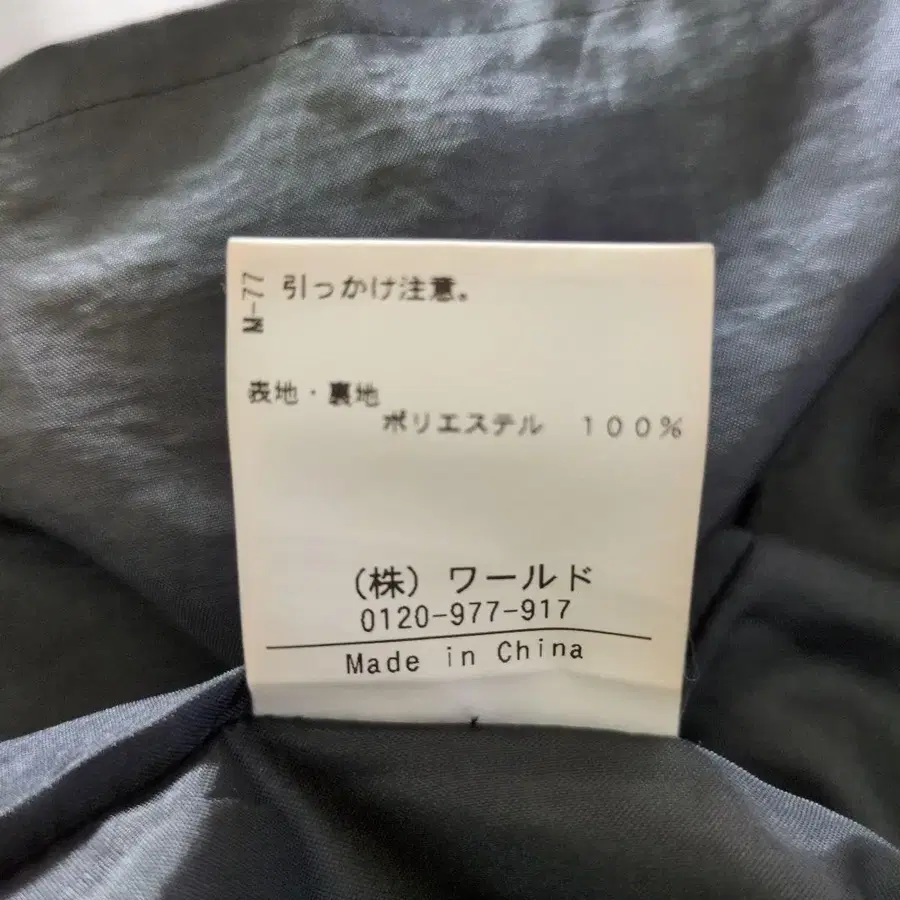 M-77
引っかけ注意。
表地・裏地
ポリエステル　１００％
（株）ワールド
0120-977-917
Made in China